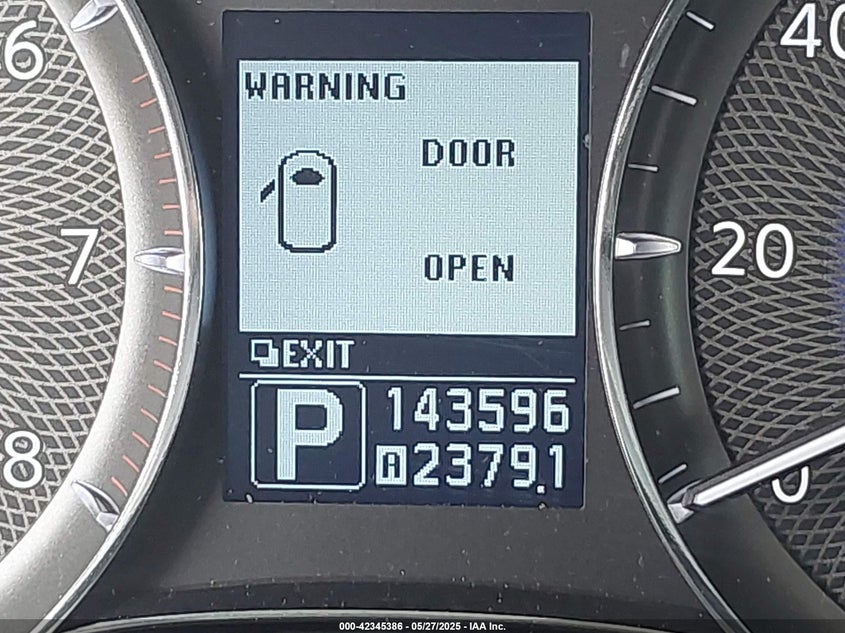 WARNING
DOOR
OPEN
EXIT
P
143596
A 2379.1
6
7
8
40
20
0
000-42345386 - 05/27/2025 - IAA Inc.